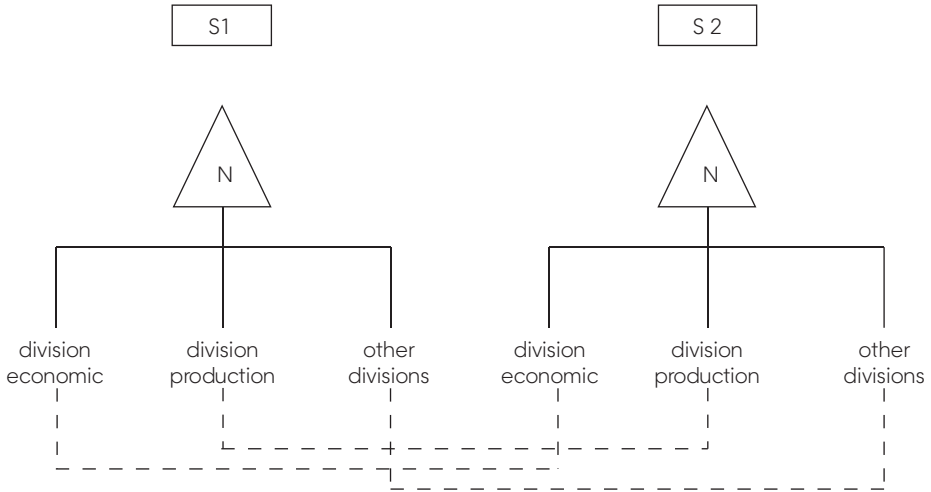 S1
S 2
N
N
division
economic
division
production
other
divisions
division
economic
division
production
other
divisions